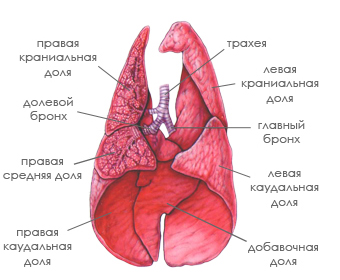 правая
краниальная
доля
долевой
бронх
правая
средняя доля
правая
каудальная
доля
трахея
левая
краниальная
доля
главный
бронх
левая
каудальная
доля
добавочная
доля